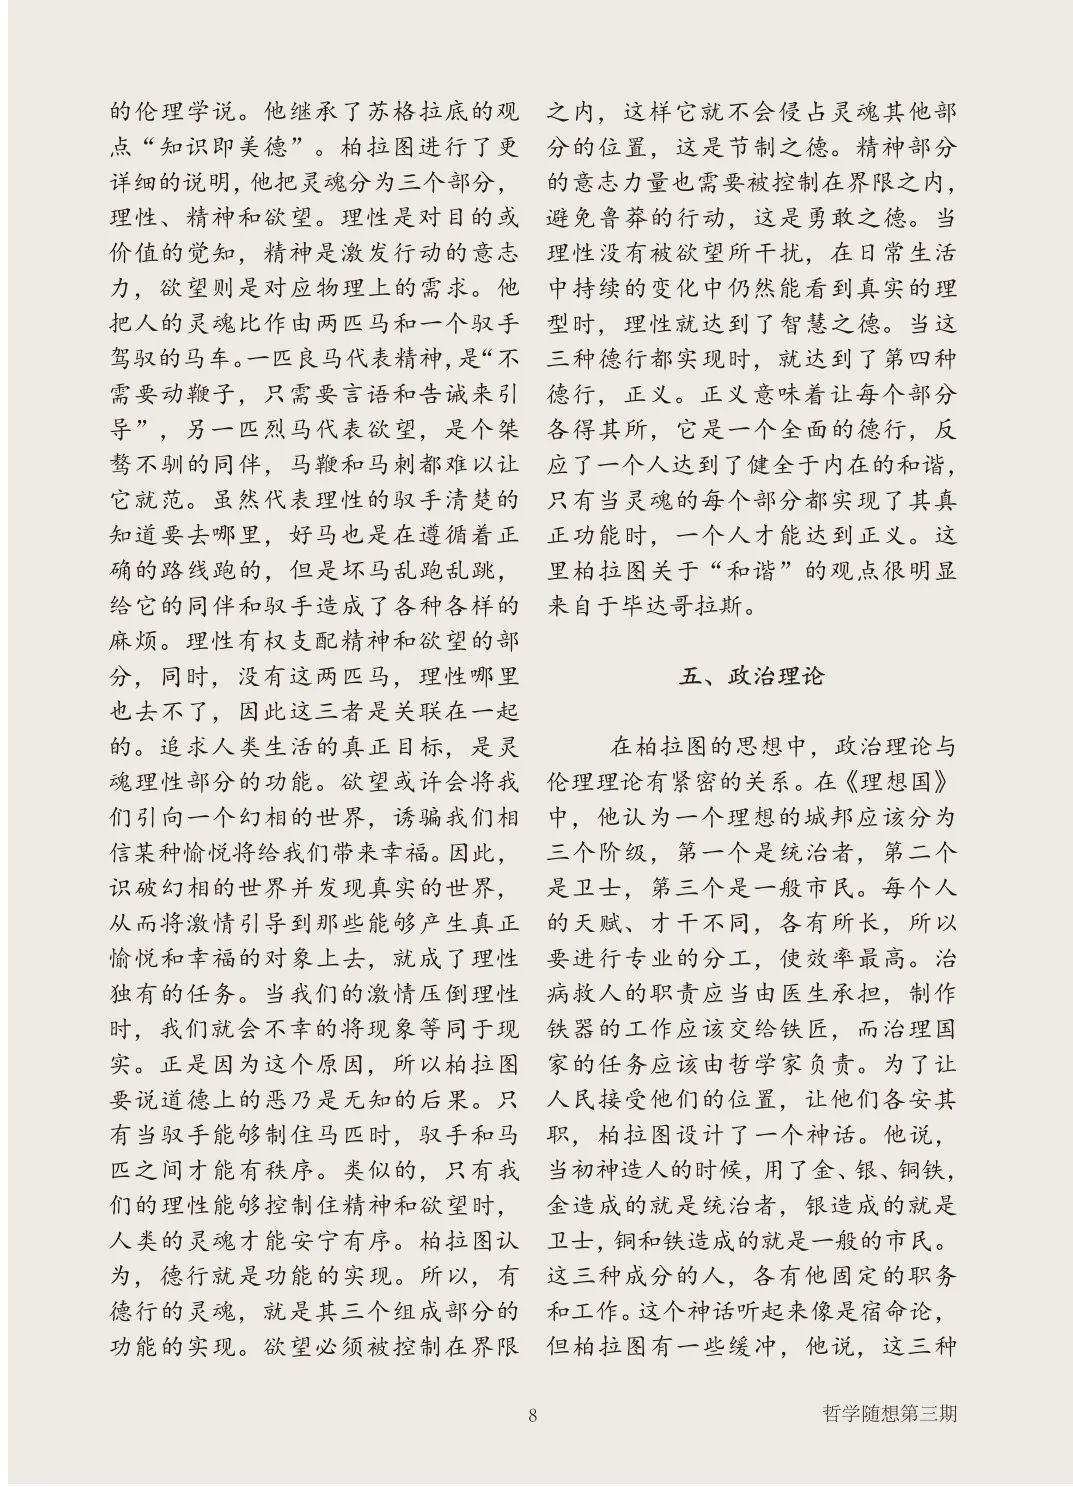 的伦理学说。他继承了苏格拉底的观
点“知识即美德”。柏拉图进行了更
详细的说明,他把灵魂分为三个部分,
理性、精神和欲望。理性是对目的或
价值的觉知，精神是激发行动的意志
力，欲望则是对应物理上的需求。他
把人的灵魂比作由两匹马和一个驭手
驾驭的马车。一匹良马代表精神,是“不
需要动鞭子，只需要言语和告诫来引
导”，另一匹烈马代表欲望，是个桀
骜不驯的同伴，马鞭和马刺都难以让
它就范。虽然代表理性的驭手清楚的
知道要去哪里，好马也是在遵循着正
确的路线跑的，但是坏马乱跑乱跳，
给它的同伴和驭手造成了各种各样的
麻烦。理性有权支配精神和欲望的部
分，同时，没有这两匹马，理性哪里
也去不了，因此这三者是关联在一起
的。追求人类生活的真正目标，是灵
魂理性部分的功能。欲望或许会将我
们引向一个幻相的世界，诱骗我们相
信某种愉悦将给我们带来幸福。因此，
识破幻相的世界并发现真实的世界，
从而将激情引导到那些能够产生真正
愉悦和幸福的对象上去，就成了理性
独有的任务。当我们的激情压倒理性
时，我们就会不幸的将现象等同于现
实。正是因为这个原因，所以柏拉图
要说道德上的恶乃是无知的后果。只
有当驭手能够制住马匹时，驭手和马
匹之间才能有秩序。类似的，只有我
们的理性能够控制住精神和欲望时，
人类的灵魂才能安宁有序。柏拉图认
为，德行就是功能的实现。所以，有
德行的灵魂，就是其三个组成部分的
功能的实现。欲望必须被控制在界限
之内，这样它就不会侵占灵魂其他部
分的位置，这是节制之德。精神部分
的意志力量也需要被控制在界限之内，
避免鲁莽的行动，这是勇敢之德。当
理性没有被欲望所干扰，在日常生活
中持续的变化中仍然能看到真实的理
型时，理性就达到了智慧之德。当这
三种德行都实现时，就达到了第四种
德行，正义。正义意味着让每个部分
各得其所，它是一个全面的德行，反
应了一个人达到了健全于内在的和谐，
只有当灵魂的每个部分都实现了其真
正功能时，一个人才能达到正义。这
里柏拉图关于“和谐”的观点很明显
来自于毕达哥拉斯。
五、政治理论
在柏拉图的思想中，政治理论与
伦理理论有紧密的关系。在《理想国》
中，他认为一个理想的城邦应该分为
三个阶级，第一个是统治者，第二个
是卫士，第三个是一般市民。每个人
的天赋、才干不同，各有所长，所以
要进行专业的分工，使效率最高。治
病救人的职责应当由医生承担，制作
铁器的工作应该交给铁匠，而治理国
家的任务应该由哲学家负责。为了让
人民接受他们的位置，让他们各安其
职，柏拉图设计了一个神话。他说，
当初神造人的时候，用了金、银、铜铁，
金造成的就是统治者，银造成的就是
卫士,铜和铁造成的就是一般的市民。
这三种成分的人，各有他固定的职务
和工作。这个神话听起来像是宿命论，
但柏拉图有一些缓冲，他说，这三种
8
哲学随想第三期